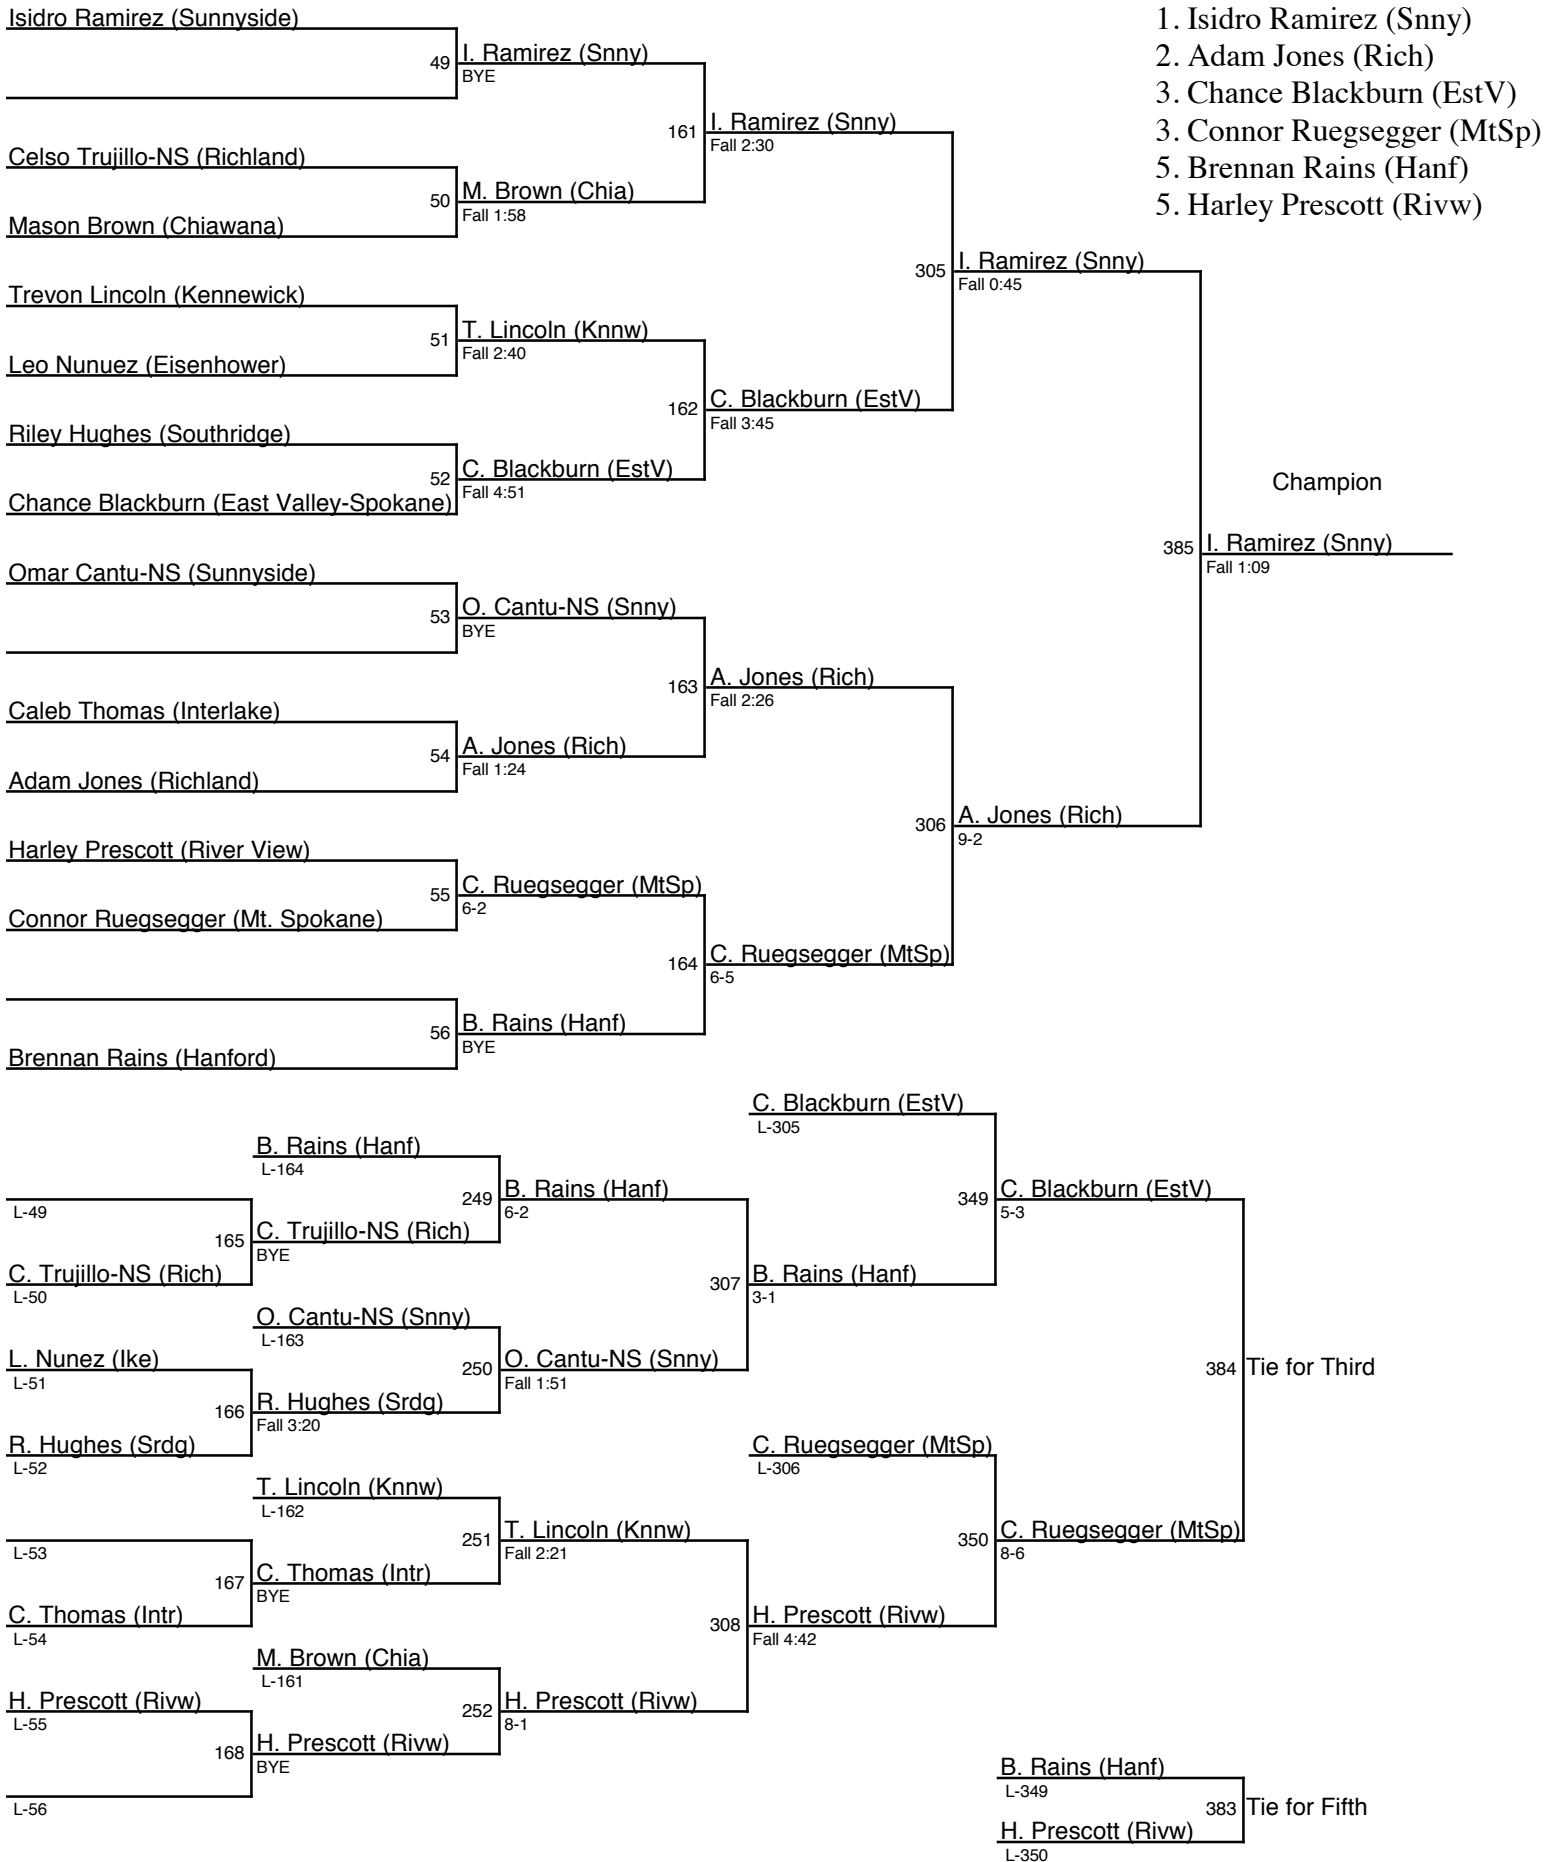 Isidro Ramirez (Sunnyside)
49
I. Ramirez (Snny)
BYE
Celso Trujillo-NS (Richland)
50
M. Brown (Chia)
Fall 1:58
Mason Brown (Chiawana)
161
I. Ramirez (Snny)
Fall 2:30
Trevon Lincoln (Kennewick)
51
T. Lincoln (Knnw)
Fall 2:40
Leo Nunuez (Eisenhower)
162
C. Blackburn (EstV)
Fall 3:45
Riley Hughes (Southridge)
52
C. Blackburn (EstV)
Fall 4:51
Chance Blackburn (East Valley-Spokane)
305
I. Ramirez (Snny)
Fall 0:45
Omar Cantu-NS (Sunnyside)
53
O. Cantu-NS (Snny)
BYE
163
A. Jones (Rich)
Fall 2:26
Caleb Thomas (Interlake)
54
A. Jones (Rich)
Fall 1:24
Adam Jones (Richland)
306
A. Jones (Rich)
9-2
Harley Prescott (River View)
55
C. Ruegsegger (MtSp)
6-2
Connor Ruegsegger (Mt. Spokane)
164
C. Ruegsegger (MtSp)
6-5
56
B. Rains (Hanf)
BYE
Brennan Rains (Hanford)
Champion
385
I. Ramirez (Snny)
Fall 1:09
1. Isidro Ramirez (Snny)
2. Adam Jones (Rich)
3. Chance Blackburn (EstV)
3. Connor Ruegsegger (MtSp)
5. Brennan Rains (Hanf)
5. Harley Prescott (Rivw)
C. Blackburn (EstV)
L-305
B. Rains (Hanf)
L-164
249
B. Rains (Hanf)
6-2
349
C. Blackburn (EstV)
5-3
L-49
165
C. Trujillo-NS (Rich)
BYE
C. Trujillo-NS (Rich)
L-50
307
B. Rains (Hanf)
3-1
O. Cantu-NS (Snny)
L-163
L. Nunez (Ike)
L-51
250
O. Cantu-NS (Snny)
Fall 1:51
384
Tie for Third
166
R. Hughes (Srdg)
Fall 3:20
R. Hughes (Srdg)
L-52
C. Ruegsegger (MtSp)
L-306
T. Lincoln (Knnw)
L-162
L-53
251
T. Lincoln (Knnw)
Fall 2:21
350
C. Ruegsegger (MtSp)
8-6
167
C. Thomas (Intr)
BYE
C. Thomas (Intr)
L-54
308
H. Prescott (Rivw)
Fall 4:42
M. Brown (Chia)
L-161
H. Prescott (Rivw)
L-55
252
H. Prescott (Rivw)
8-1
168
H. Prescott (Rivw)
BYE
L-56
B. Rains (Hanf)
L-349
383
Tie for Fifth
H. Prescott (Rivw)
L-350